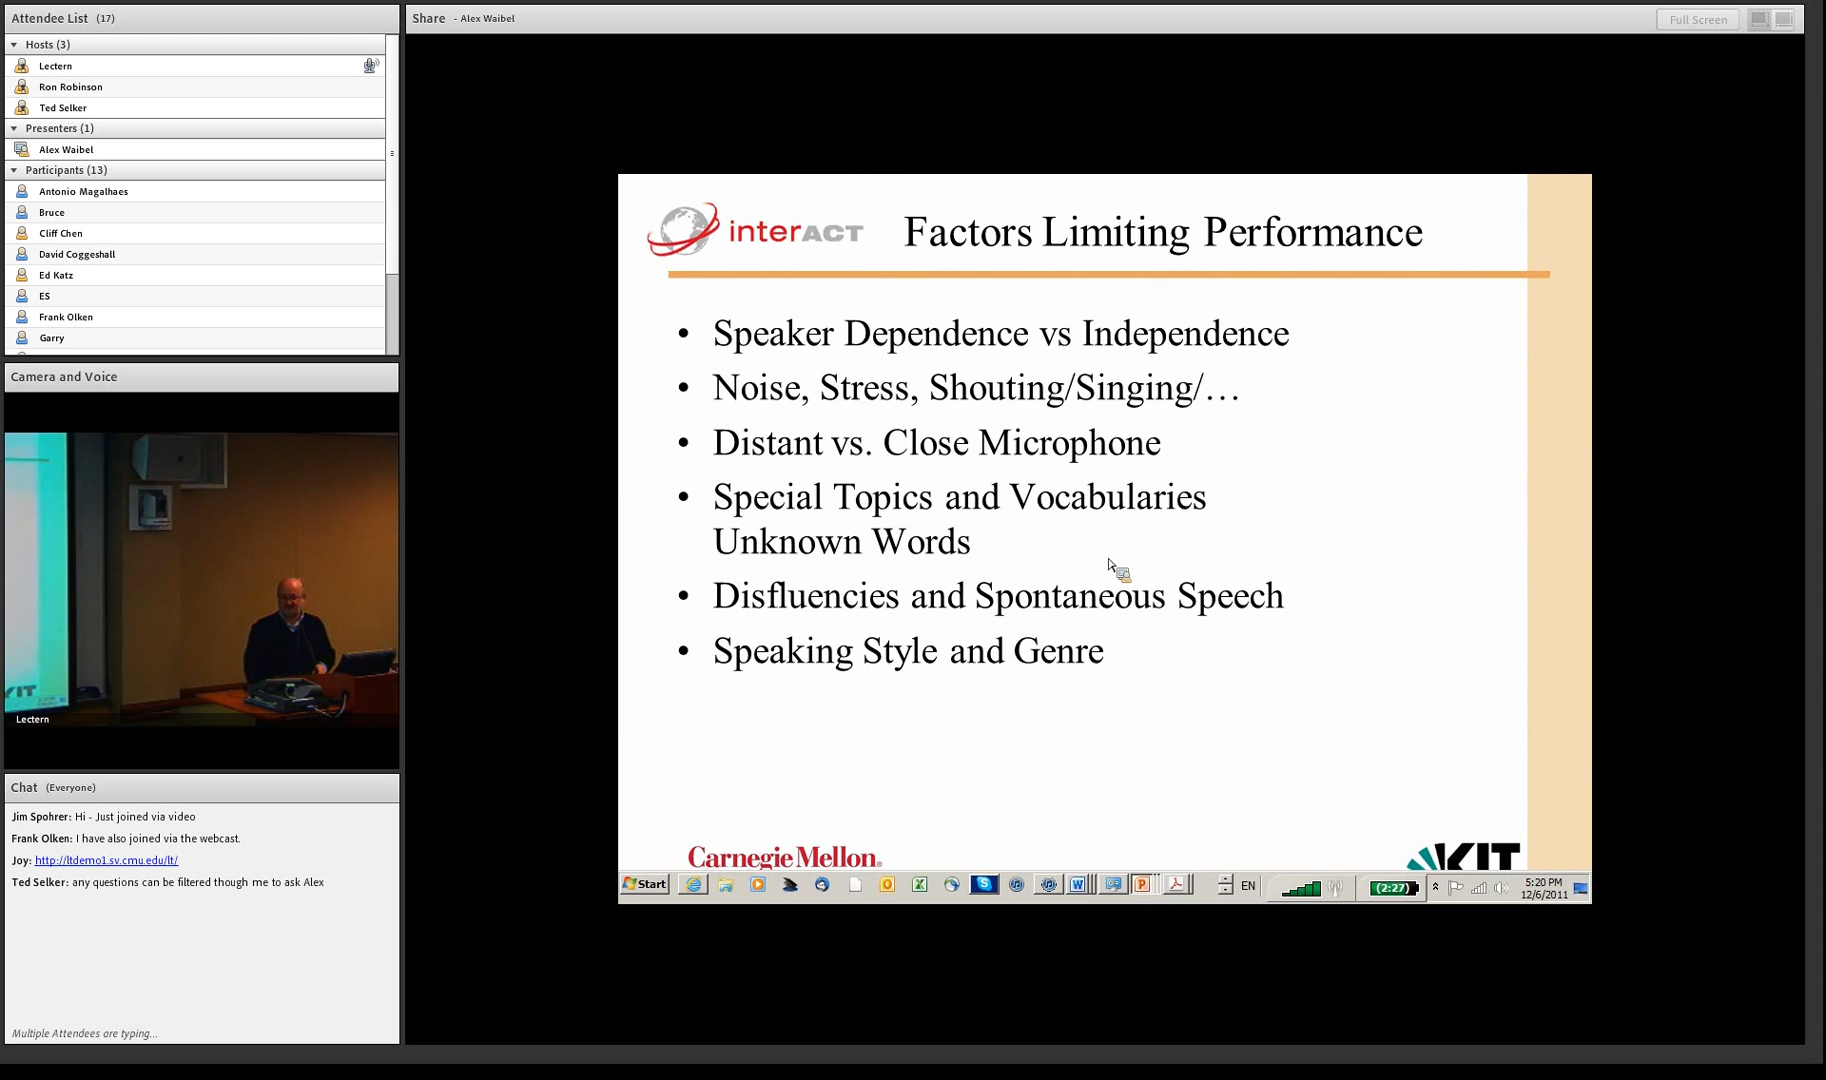 Attendee List (17)
Hosts (3)
Lectern
Ron Robinson
Ted Selker
Presenters (1)
Alex Waibel
Participants (13)
Antonio Magalhaes
Bruce
Cliff Chen
David Coggeshall
Ed Katz
ES
Frank Olken
Garry
Camera and Voice
KIT
Lectern
Chat (Everyone)
Jim Spohrer: Hi - Just joined via video
Frank Olken: I have also joined via the webcast.
Joy: http://ltdemo1.sv.cmu.edu/lt/
Ted Selker: any questions can be filtered though me to ask Alex
Multiple Attendees are typing...
Share - Alex Waibel
Full Screen
interACT
Factors Limiting Performance
• Speaker Dependence vs Independence
• Noise, Stress, Shouting/Singing/…
• Distant vs. Close Microphone
• Special Topics and Vocabularies
Unknown Words
• Disfluencies and Spontaneous Speech
• Speaking Style and Genre
Carnegie Mellon®
KIT
Start
EN
(2:27)
5:20 PM
12/6/2011